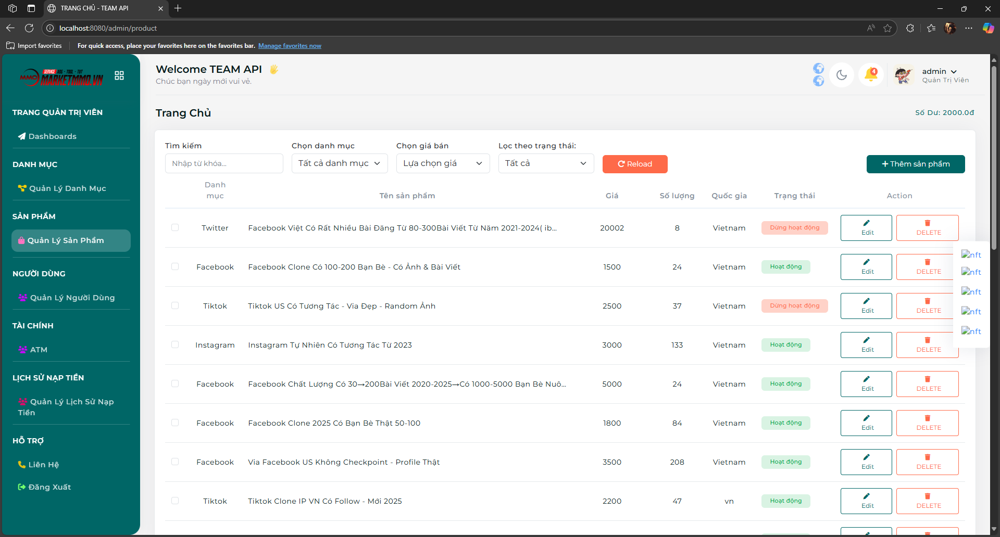 TRANG CHỦ - TEAM API
localhost:8080/admin/product
Import favorites
For quick access, place your favorites here on the favorites bar. Manage favorites now
MMO SERVICE ADS - TOOL - TUT
MARKETMMO.VN
TRANG QUẢN TRỊ VIÊN
Dashboards
DANH MỤC
Quản Lý Danh Mục
SẢN PHẨM
Quản Lý Sản Phẩm
NGƯỜI DÙNG
Quản Lý Người Dùng
TÀI CHÍNH
ATM
LỊCH SỬ NẠP TIỀN
Quản Lý Lịch Sử Nạp
Tiền
HỖ TRỢ
Liên Hệ
Đăng Xuất
Welcome TEAM API
Chúc bạn ngày mới vui vẻ.
4
admin
Quản Trị Viên
Trang Chủ
Số Dư: 2000.0đ
Tìm kiếm
Chọn danh mục
Chọn giá bán
Lọc theo trạng thái:
Nhập từ khóa...
Tất cả danh mục
Lựa chọn giá
Tất cả
Reload
Thêm sản phẩm
Danh
mục
Tên sản phẩm Giá Số lượng Quốc gia Trạng thái Action
Twitter Facebook Việt Có Rất Nhiều Bài Đăng Từ 80-300Bài Viết Từ Năm 2021-2024( ib... 20002 8 Vietnam Dừng hoạt động Edit DELETE
Facebook Facebook Clone Có 100-200 Bạn Bè - Có Ảnh & Bài Viết 1500 24 Vietnam Hoạt động Edit DELETE
Tiktok Tiktok US Có Tương Tác - Via Đẹp - Random Ảnh 2500 37 Vietnam Dừng hoạt động Edit DELETE
Instagram Instagram Tự Nhiên Có Tương Tác Từ 2023 3000 133 Vietnam Hoạt động Edit DELETE
Facebook Facebook Chất Lượng Có 30→200Bài Viết 2020-2025→Có 1000-5000 Bạn Bè Nuô... 5000 24 Vietnam Hoạt động Edit DELETE
Facebook Facebook Clone 2025 Có Bạn Bè Thật 50-100 1800 84 Vietnam Hoạt động Edit DELETE
Facebook Via Facebook US Không Checkpoint - Profile Thật 3500 208 Vietnam Hoạt động Edit DELETE
Tiktok Tiktok Clone IP VN Có Follow - Mới 2025 2200 47 vn Hoạt động Edit DELETE
nft
nft
nft
nft
nft